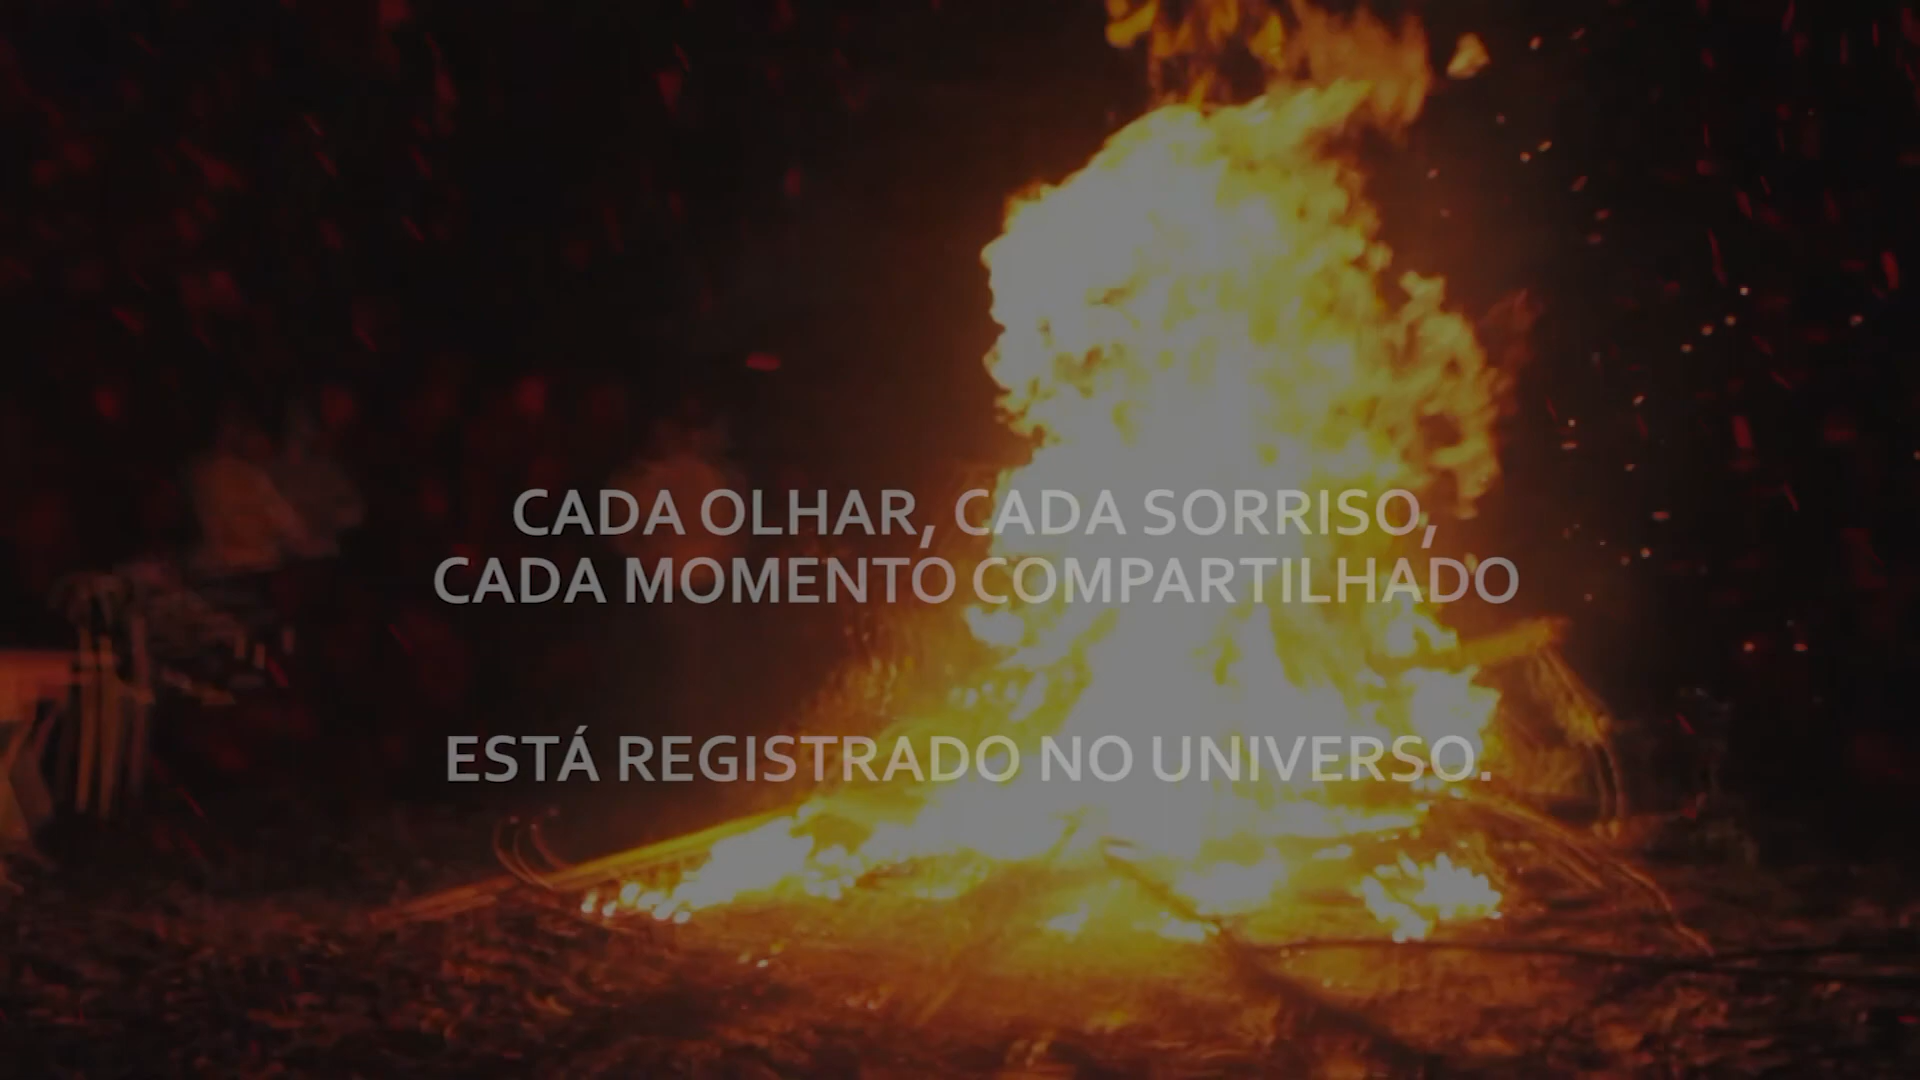 CADA OLHAR, CADA SORRISO,
CADA MOMENTO COMPARTILHADO
ESTÁ REGISTRADO NO UNIVERSO.